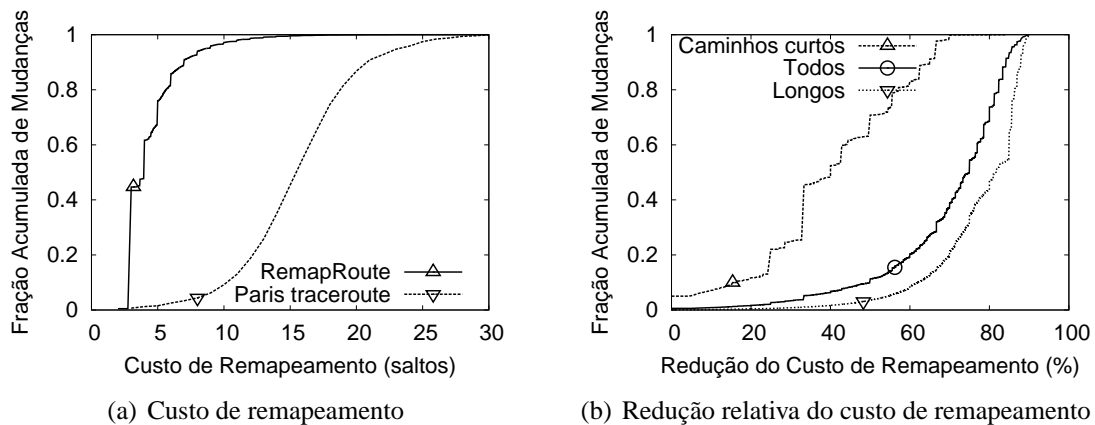 Fração Acumulada de Mudanças
1
0.8
0.6
0.4
0.2
0
RemapRoute
Paris traceroute
0 5 10 15 20 25 30
Custo de Remapeamento (saltos)
(a) Custo de remapeamento
Fração Acumulada de Mudanças
1
0.8
0.6
0.4
0.2
0
Caminhos curtos
Todos
Longos
0 20 40 60 80 100
Redução do Custo de Remapeamento (%)
(b) Redução relativa do custo de remapeamento